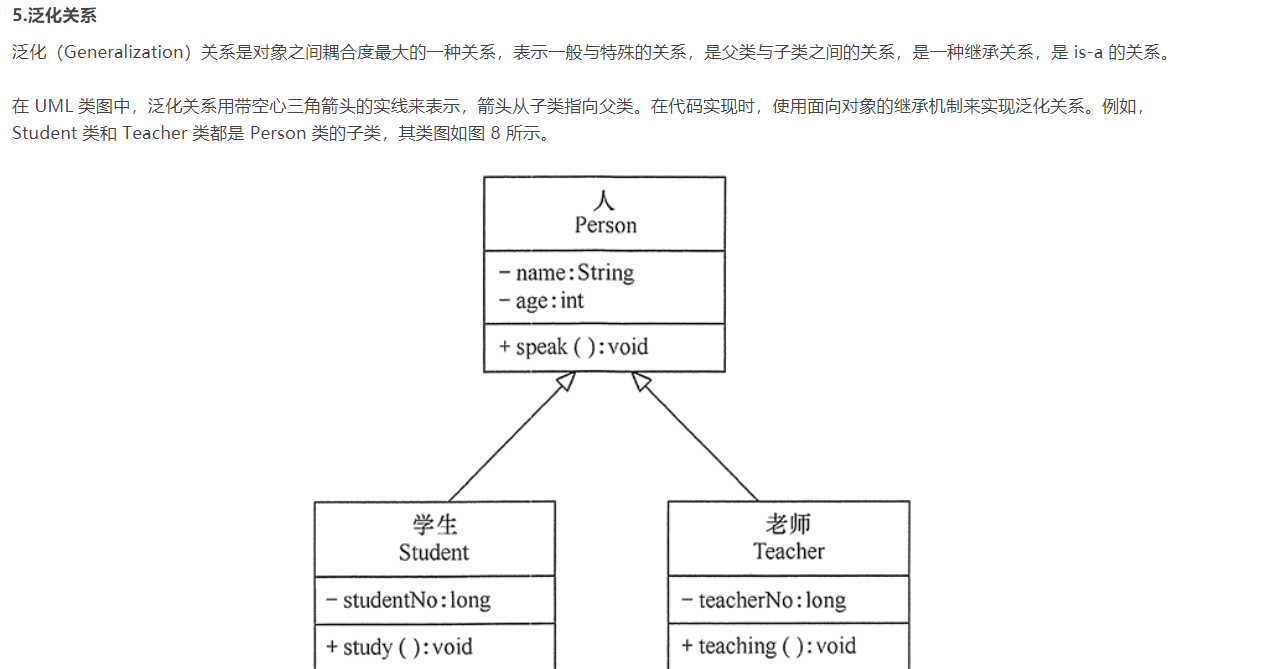 5.泛化关系
泛化（Generalization）关系是对象之间耦合度最大的一种关系，表示一般与特殊的关系，是父类与子类之间的关系，是一种继承关系，是 is-a 的关系。
在 UML 类图中，泛化关系用带空心三角箭头的实线来表示，箭头从子类指向父类。在代码实现时，使用面向对象的继承机制来实现泛化关系。例如，
Student 类和 Teacher 类都是 Person 类的子类，其类图如图 8 所示。
人
Person
- name:String
- age:int
+ speak ( ):void
学生
Student
- studentNo:long
+ study ( ):void
老师
Teacher
- teacherNo:long
+ teaching ( ):void